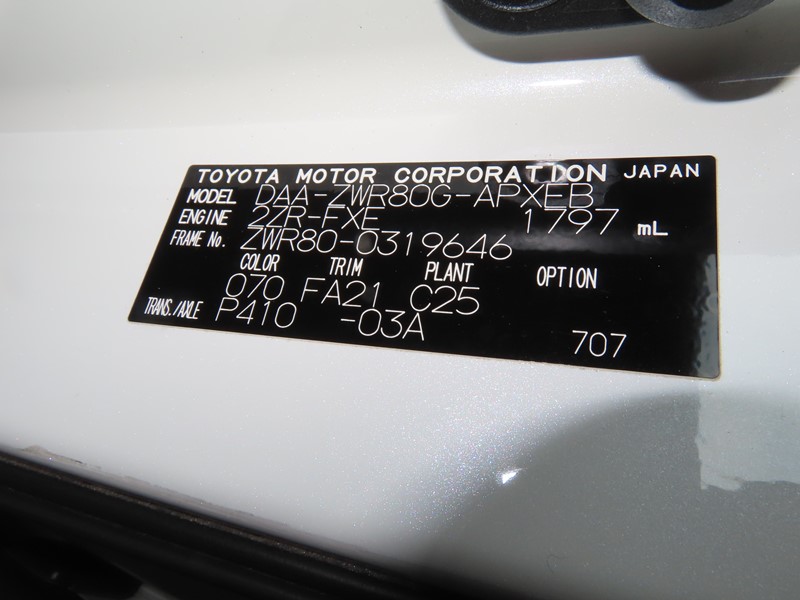 TOYOTA MOTOR CORPORATION JAPAN
MODEL DAA-ZWR80G-APXEB
ENGINE 2ZR-FXE 1797 mL
FRAME No. ZWR80-0319646
COLOR TRIM PLANT OPTION
070 FA21 C25
TRANS./AXLE P410 -03A
707